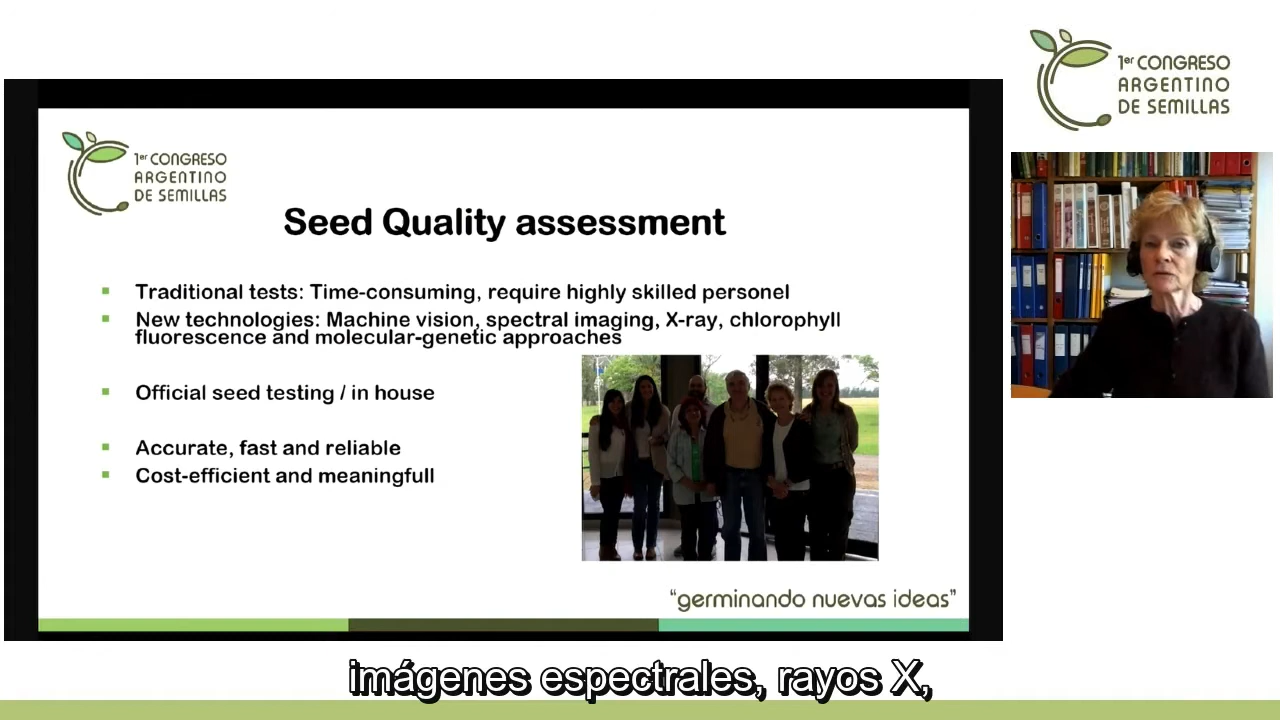 1er CONGRESO
ARGENTINO
DE SEMILLAS
1er CONGRESO
ARGENTINO
DE SEMILLAS
Seed Quality assessment
Traditional tests: Time-consuming, require highly skilled personel
New technologies: Machine vision, spectral imaging, X-ray, chlorophyll
fluorescence and molecular-genetic approaches
Official seed testing / in house
Accurate, fast and reliable
Cost-efficient and meaningfull
“germinando nuevas ideas”
imágenes espectrales, rayos X,